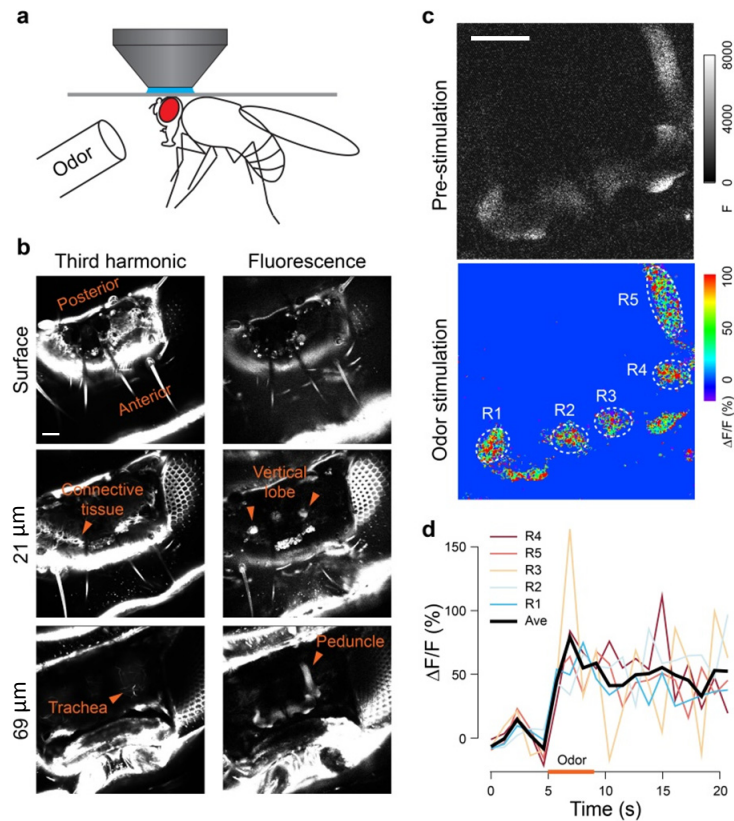 a
Odor
b
Third harmonic
Fluorescence
Surface
Posterior
Anterior
21 µm
Connective
tissue
Vertical
lobe
69 µm
Trachea
Peduncle
c
Pre-stimulation
8000
4000
0
F
Odor stimulation
R5
R4
R3
R2
R1
100
50
0
ΔF/F (%)
d
R4
R5
R3
R2
R1
Ave
ΔF/F (%)
150
100
50
0
Odor
0
5
10
15
20
Time (s)